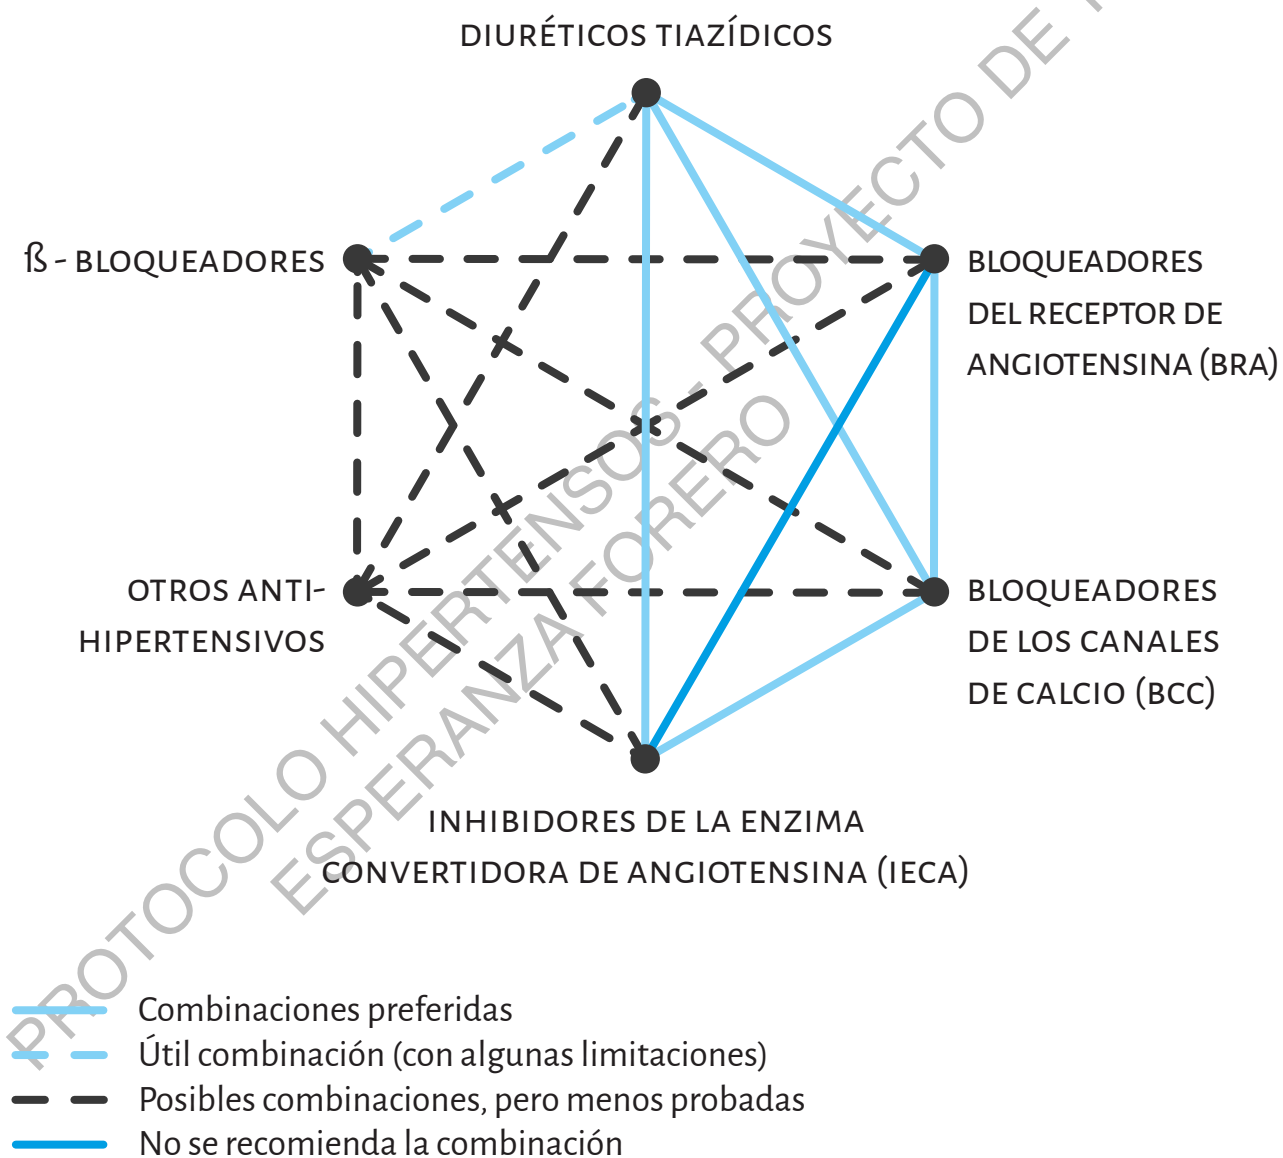 DIURÉTICOS TIAZÍDICOS
ß - BLOQUEADORES
BLOQUEADORES
DEL RECEPTOR DE
ANGIOTENSINA (BRA)
OTROS ANTI-
HIPERTENSIVOS
BLOQUEADORES
DE LOS CANALES
DE CALCIO (BCC)
INHIBIDORES DE LA ENZIMA
CONVERTIDORA DE ANGIOTENSINA (IECA)
PROTOCOLO HIPERTENSOS - PROYECTO DE
ESPERANZA FORERO
Combinaciones preferidas
Útil combinación (con algunas limitaciones)
Posibles combinaciones, pero menos probadas
No se recomienda la combinación